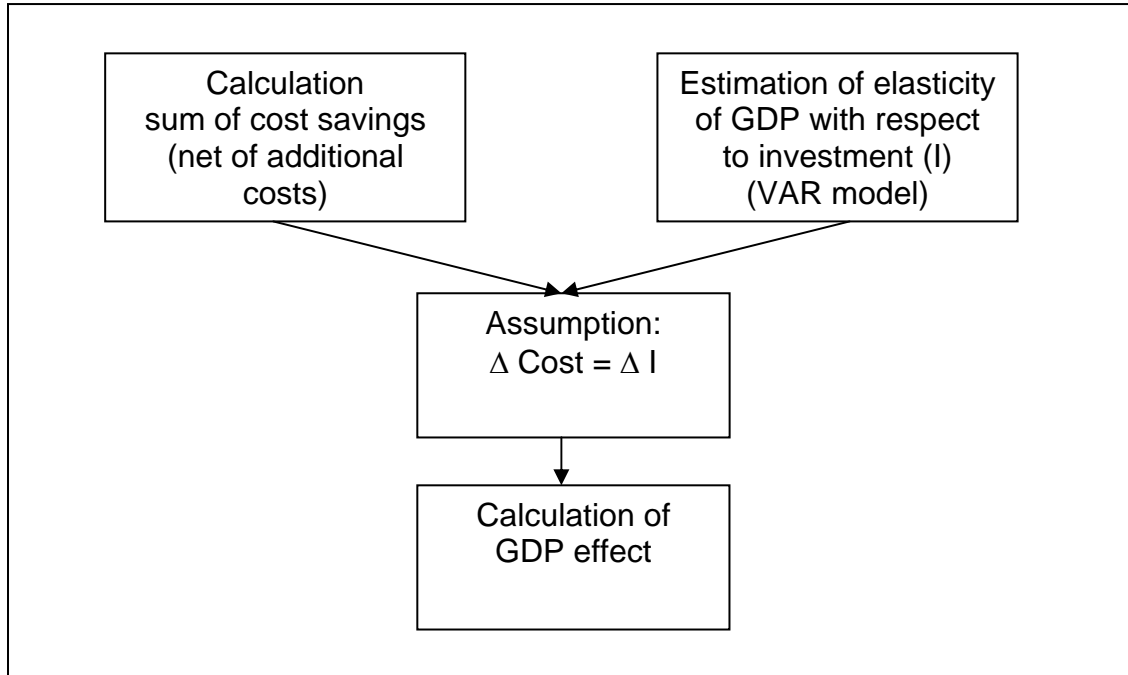 Calculation
sum of cost savings
(net of additional
costs)
Estimation of elasticity
of GDP with respect
to investment (I)
(VAR model)
Assumption:
Δ Cost = Δ I
Calculation of
GDP effect